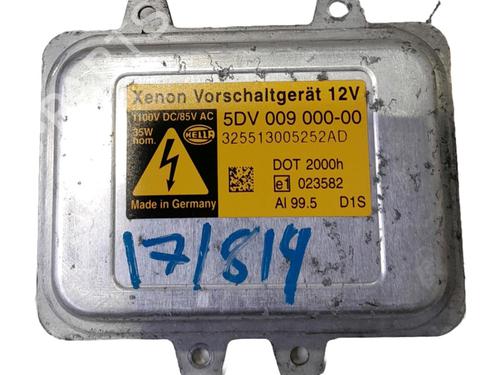 Xenon Vorschaltgerät 12V
1100V DC/85V AC
35W
nom.
HELLA
5DV 009 000-00
325513005252AD
DOT 2000h
e1 023582
Made in Germany
Al 99.5 D1S
17/814